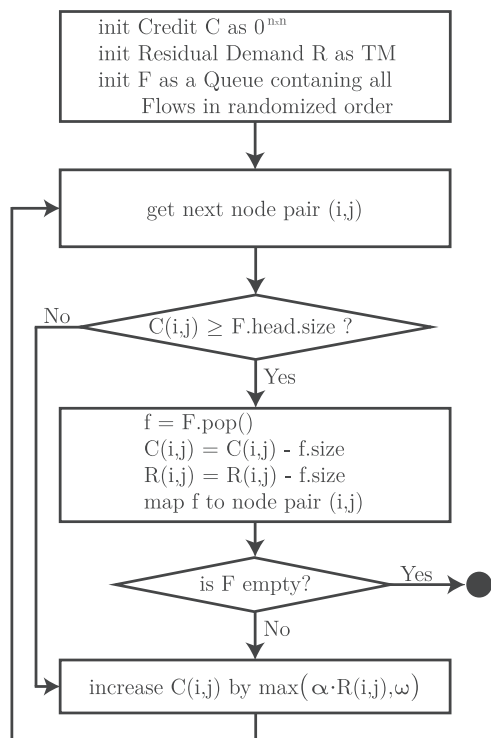 init Credit C as 0ⁿˣⁿ
init Residual Demand R as TM
init F as a Queue contaning all
Flows in randomized order
get next node pair (i,j)
C(i,j) ≥ F.head.size ?
No
Yes
f = F.pop()
C(i,j) = C(i,j) - f.size
R(i,j) = R(i,j) - f.size
map f to node pair (i,j)
is F empty?
Yes
No
increase C(i,j) by max(α·R(i,j),ω)